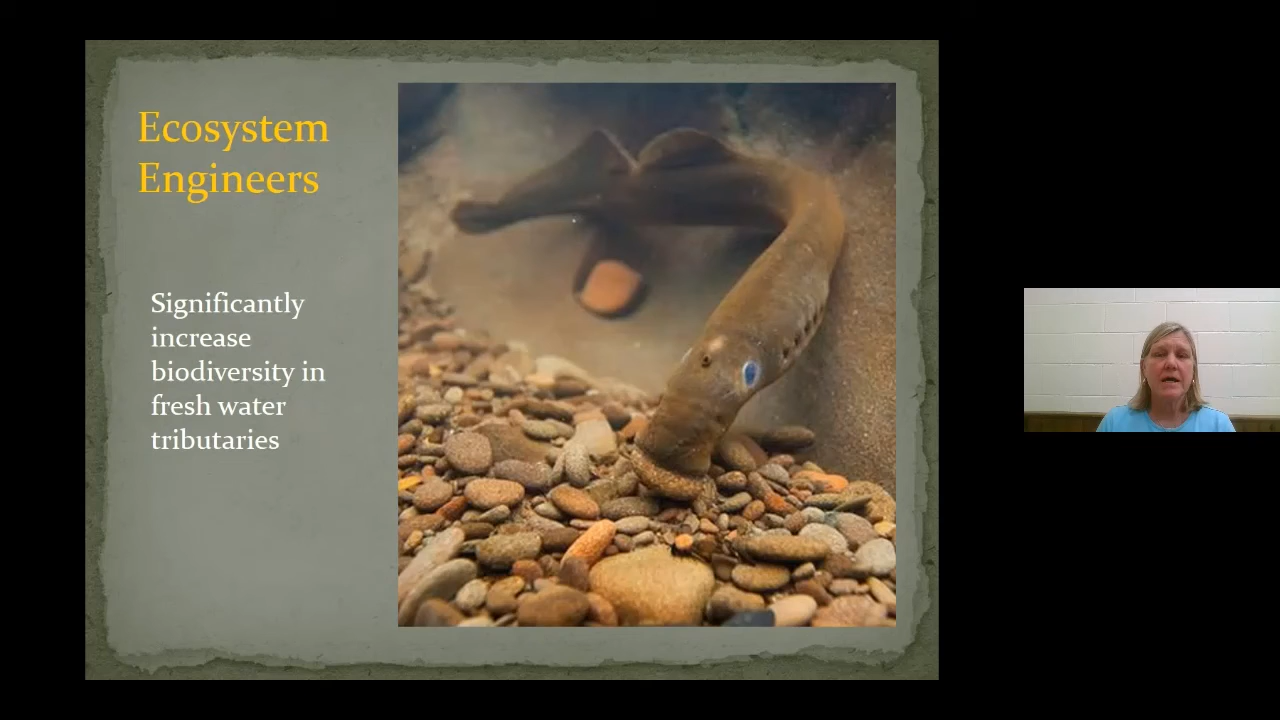 Ecosystem
Engineers
Significantly
increase
biodiversity in
fresh water
tributaries